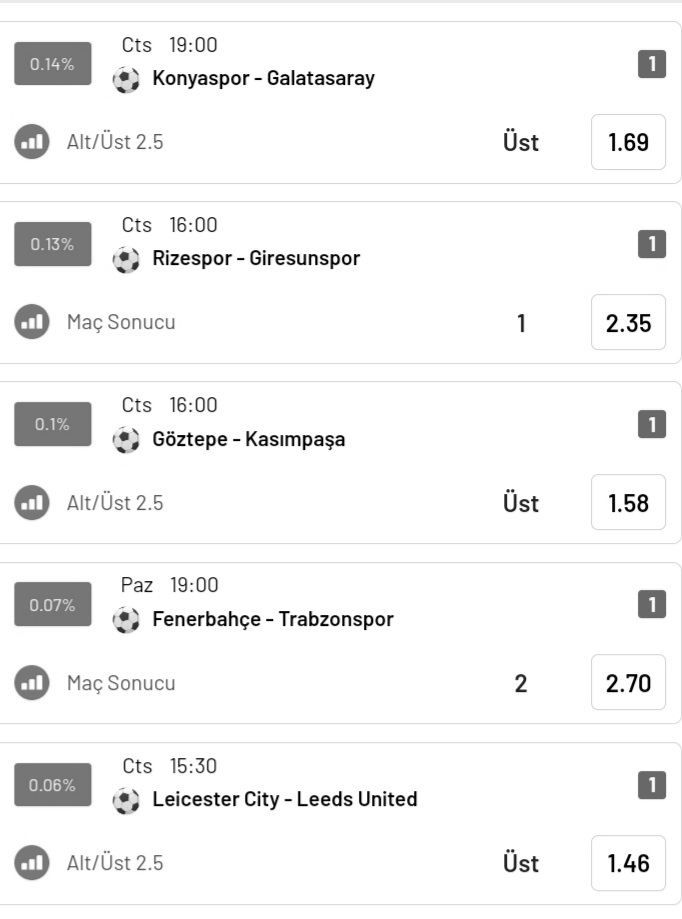 0.14%
Cts 19:00
1
Konyaspor - Galatasaray
Alt/Üst 2.5 Üst 1.69
0.13%
Cts 16:00
1
Rizespor - Giresunspor
Maç Sonucu 1 2.35
0.1%
Cts 16:00
1
Göztepe - Kasımpaşa
Alt/Üst 2.5 Üst 1.58
0.07%
Paz 19:00
1
Fenerbahçe - Trabzonspor
Maç Sonucu 2 2.70
0.06%
Cts 15:30
1
Leicester City - Leeds United
Alt/Üst 2.5 Üst 1.46